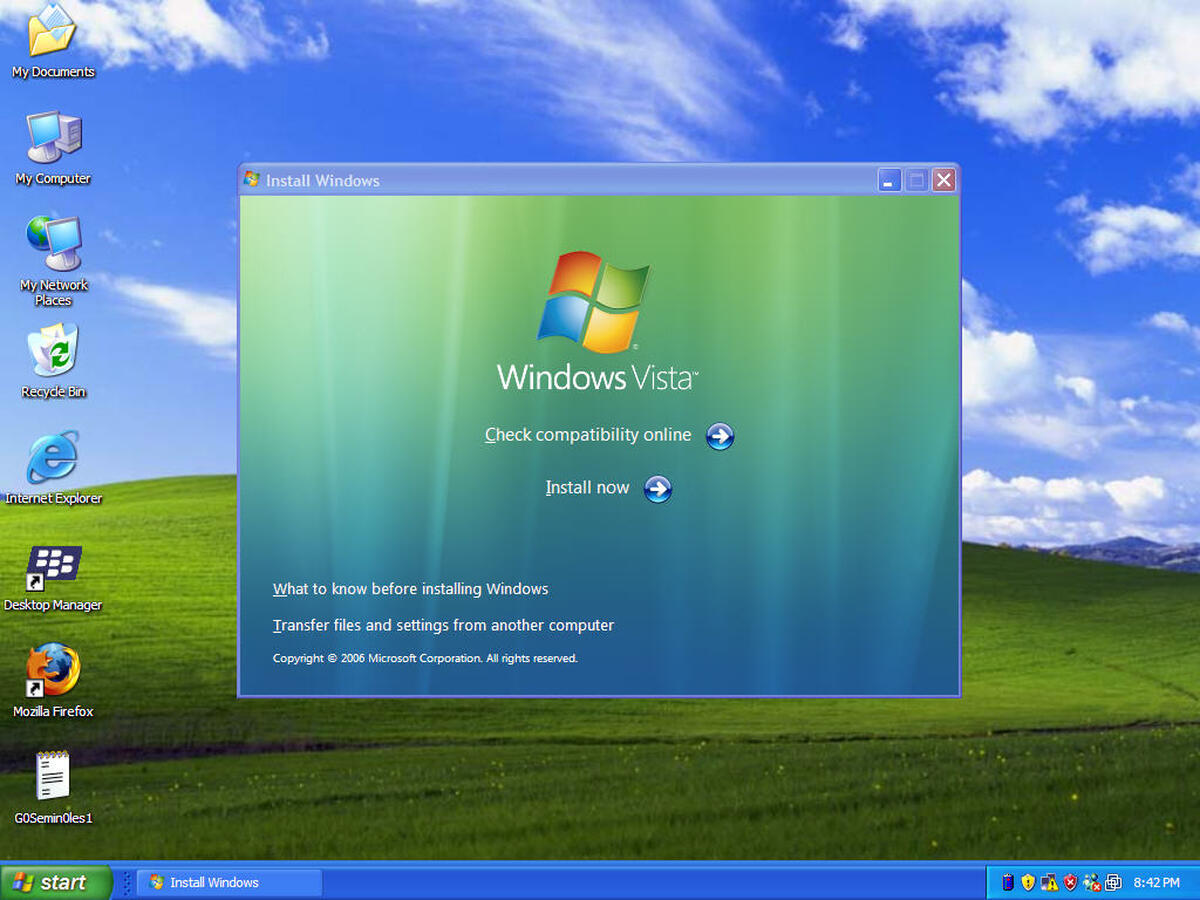 My Documents
My Computer
My Network
Places
Recycle Bin
Internet Explorer
Desktop Manager
Mozilla Firefox
G0Semin0les1
Install Windows
Windows Vista™
Check compatibility online
Install now
What to know before installing Windows
Transfer files and settings from another computer
Copyright © 2006 Microsoft Corporation. All rights reserved.
start
Install Windows
8:42 PM